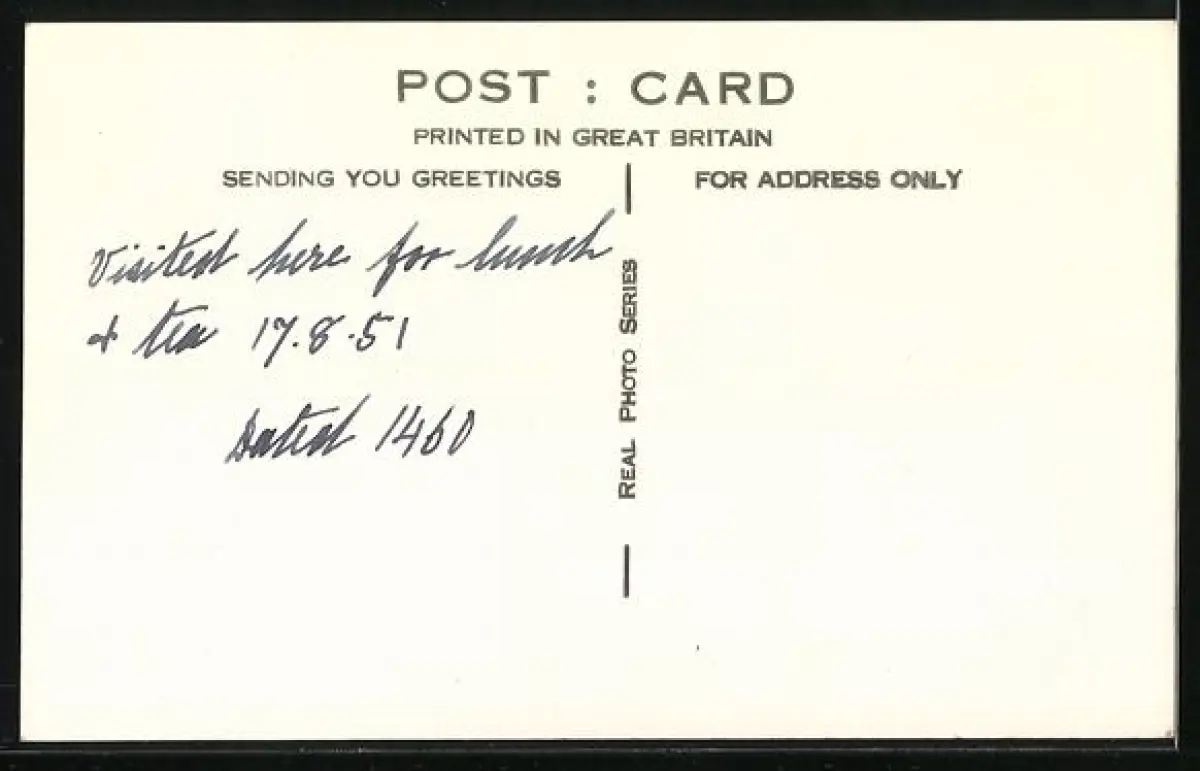 POST : CARD
PRINTED IN GREAT BRITAIN
SENDING YOU GREETINGS
FOR ADDRESS ONLY
Visited here for lunch
& tea 17.8.51
Dated 1460
REAL PHOTO SERIES